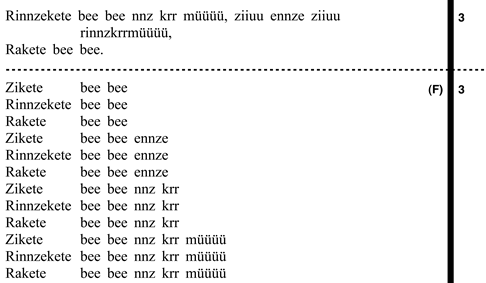 Rinnzekete bee bee nnz krr müüüü, ziiuu ennze ziiuu 3
rinnzkrrmüüüü,
Rakete bee bee.
Zikete bee bee (F) 3
Rinnzekete bee bee
Rakete bee bee
Zikete bee bee ennze
Rinnzekete bee bee ennze
Rakete bee bee ennze
Zikete bee bee nnz krr
Rinnzekete bee bee nnz krr
Rakete bee bee nnz krr
Zikete bee bee nnz krr müüüü
Rinnzekete bee bee nnz krr müüüü
Rakete bee bee nnz krr müüüü